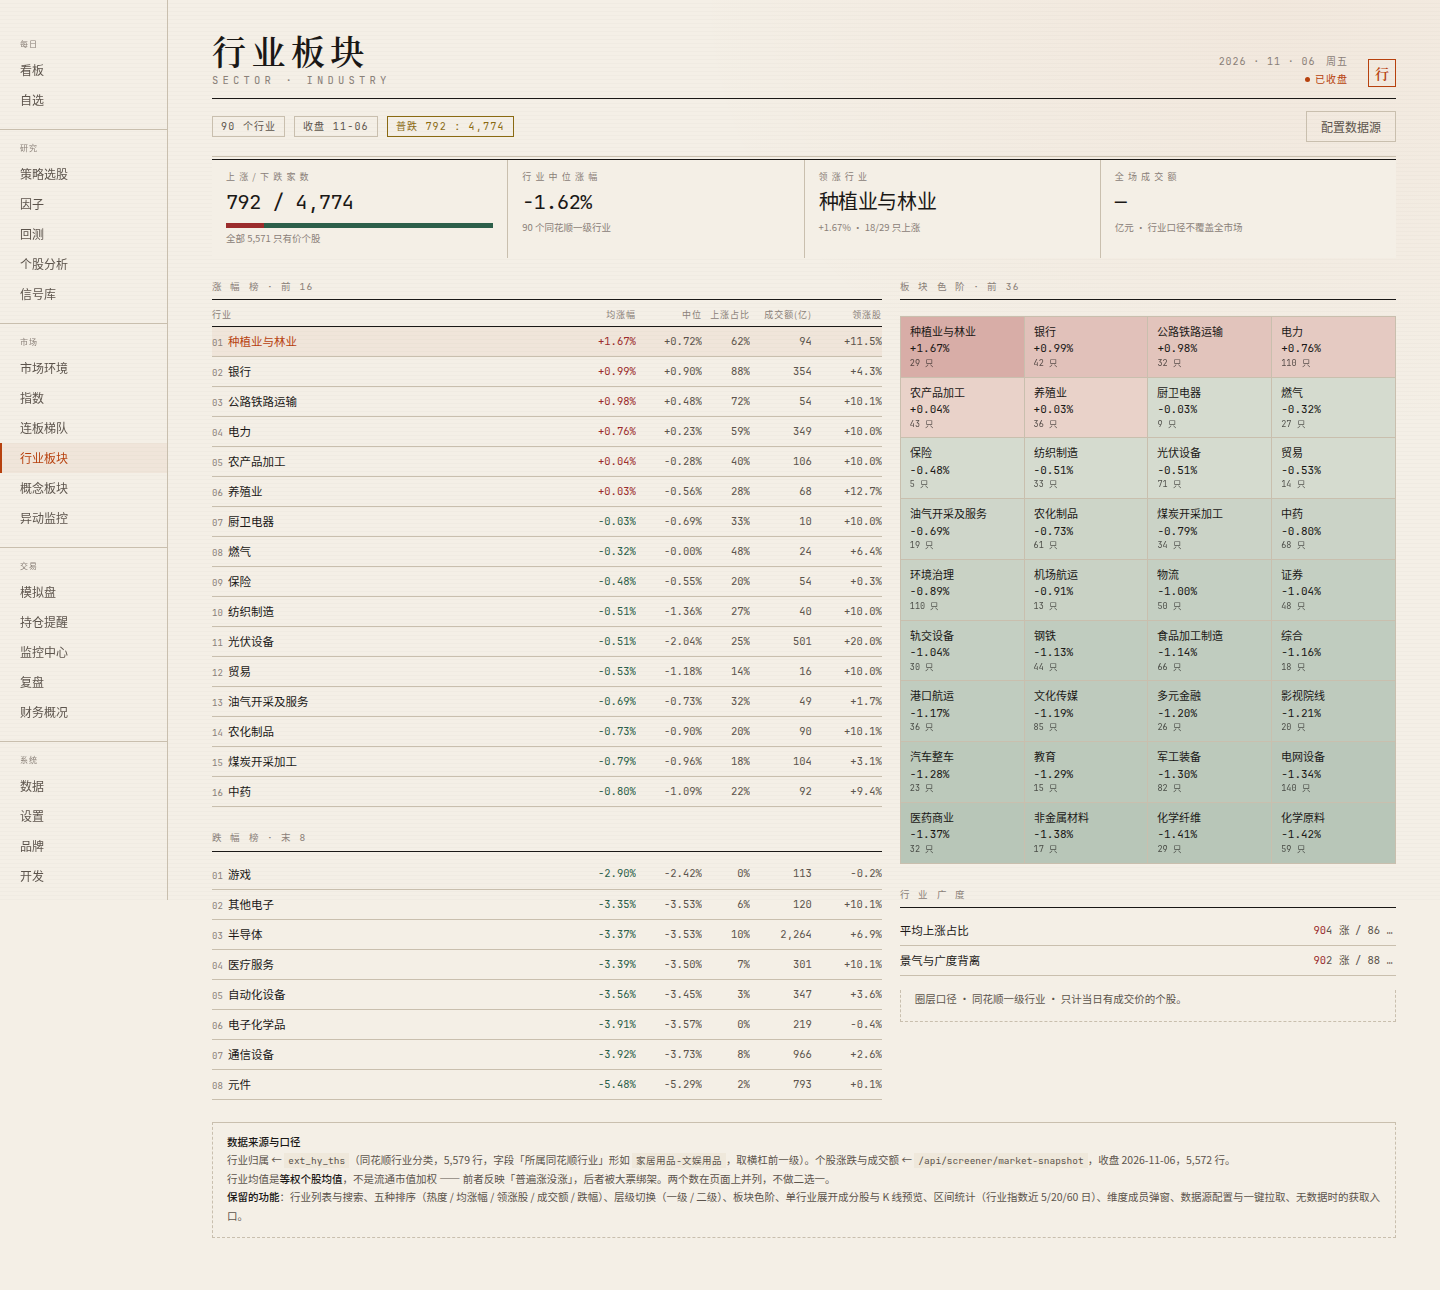 每日
看板
自选
研究
策略选股
因子
回测
个股分析
信号库
市场
市场环境
指数
连板梯队
行业板块
概念板块
异动监控
交易
模拟盘
持仓提醒
监控中心
复盘
财务概况
系统
数据
设置
品牌
开发
行业板块
SECTOR · INDUSTRY
2026 · 11 · 06 周五
已收盘
行
90 个行业
收盘 11-06
普跌 792 : 4,774
配置数据源
上涨/下跌家数
792 / 4,774
全部 5,571 只有价个股
行业中位涨幅
-1.62%
90 个同花顺一级行业
领涨行业
种植业与林业
+1.67% · 18/29 只上涨
全场成交额
—
亿元 · 行业口径不覆盖全市场
涨幅榜 · 前 16
行业 均涨幅 中位 上涨占比 成交额(亿) 领涨股
01 种植业与林业 +1.67% +0.72% 62% 94 +11.5%
02 银行 +0.99% +0.90% 88% 354 +4.3%
03 公路铁路运输 +0.98% +0.48% 72% 54 +10.1%
04 电力 +0.76% +0.23% 59% 349 +10.0%
05 农产品加工 +0.04% -0.28% 40% 106 +10.0%
06 养殖业 +0.03% -0.56% 28% 68 +12.7%
07 厨卫电器 -0.03% -0.69% 33% 10 +10.0%
08 燃气 -0.32% -0.00% 48% 24 +6.4%
09 保险 -0.48% -0.55% 20% 54 +0.3%
10 纺织制造 -0.51% -1.36% 27% 40 +10.0%
11 光伏设备 -0.51% -2.04% 25% 501 +20.0%
12 贸易 -0.53% -1.18% 14% 16 +10.0%
13 油气开采及服务 -0.69% -0.73% 32% 49 +1.7%
14 农化制品 -0.73% -0.90% 20% 90 +10.1%
15 煤炭开采加工 -0.79% -0.96% 18% 104 +3.1%
16 中药 -0.80% -1.09% 22% 92 +9.4%
跌幅榜 · 末 8
01 游戏 -2.90% -2.42% 0% 113 -0.2%
02 其他电子 -3.35% -3.53% 6% 120 +10.1%
03 半导体 -3.37% -3.53% 10% 2,264 +6.9%
04 医疗服务 -3.39% -3.50% 7% 301 +10.1%
05 自动化设备 -3.56% -3.45% 3% 347 +3.6%
06 电子化学品 -3.91% -3.57% 0% 219 -0.4%
07 通信设备 -3.92% -3.73% 8% 966 +2.6%
08 元件 -5.48% -5.29% 2% 793 +0.1%
板块色阶 · 前 36
种植业与林业 银行 公路铁路运输 电力
+1.67% +0.99% +0.98% +0.76%
29 只 42 只 32 只 110 只
农产品加工 养殖业 厨卫电器 燃气
+0.04% +0.03% -0.03% -0.32%
43 只 36 只 9 只 27 只
保险 纺织制造 光伏设备 贸易
-0.48% -0.51% -0.51% -0.53%
5 只 33 只 71 只 14 只
油气开采及服务 农化制品 煤炭开采加工 中药
-0.69% -0.73% -0.79% -0.80%
19 只 61 只 34 只 68 只
环境治理 机场航运 物流 证券
-0.89% -0.91% -1.00% -1.04%
110 只 13 只 50 只 48 只
轨交设备 钢铁 食品加工制造 综合
-1.04% -1.13% -1.14% -1.16%
30 只 44 只 66 只 18 只
港口航运 文化传媒 多元金融 影视院线
-1.17% -1.19% -1.20% -1.21%
36 只 85 只 26 只 20 只
汽车整车 教育 军工装备 电网设备
-1.28% -1.29% -1.30% -1.34%
23 只 15 只 82 只 140 只
医药商业 非金属材料 化学纤维 化学原料
-1.37% -1.38% -1.41% -1.42%
32 只 17 只 29 只 59 只
行业广度
平均上涨占比 904 涨 / 86 …
景气与广度背离 902 涨 / 88 …
圈层口径 · 同花顺一级行业 · 只计当日有成交价的个股。
数据来源与口径
行业归属 ← ext_hy_ths（同花顺行业分类，5,579 行，字段「所属同花顺行业」形如 家居用品-文娱用品，取横杠前一级）。个股涨跌与成交额 ← /api/screener/market-snapshot，收盘 2026-11-06，5,572 行。
行业均值是等权个股均值，不是流通市值加权 —— 前者反映「普遍涨没涨」，后者被大票绑架。两个数在页面上并列，不做二选一。
保留的功能：行业列表与搜索、五种排序（热度 / 均涨幅 / 领涨股 / 成交额 / 跌幅）、层级切换（一级 / 二级）、板块色阶、单行业展开成分股与 K 线预览、区间统计（行业指数近 5/20/60 日）、维度成员弹窗、数据源配置与一键拉取、无数据时的获取入
口。